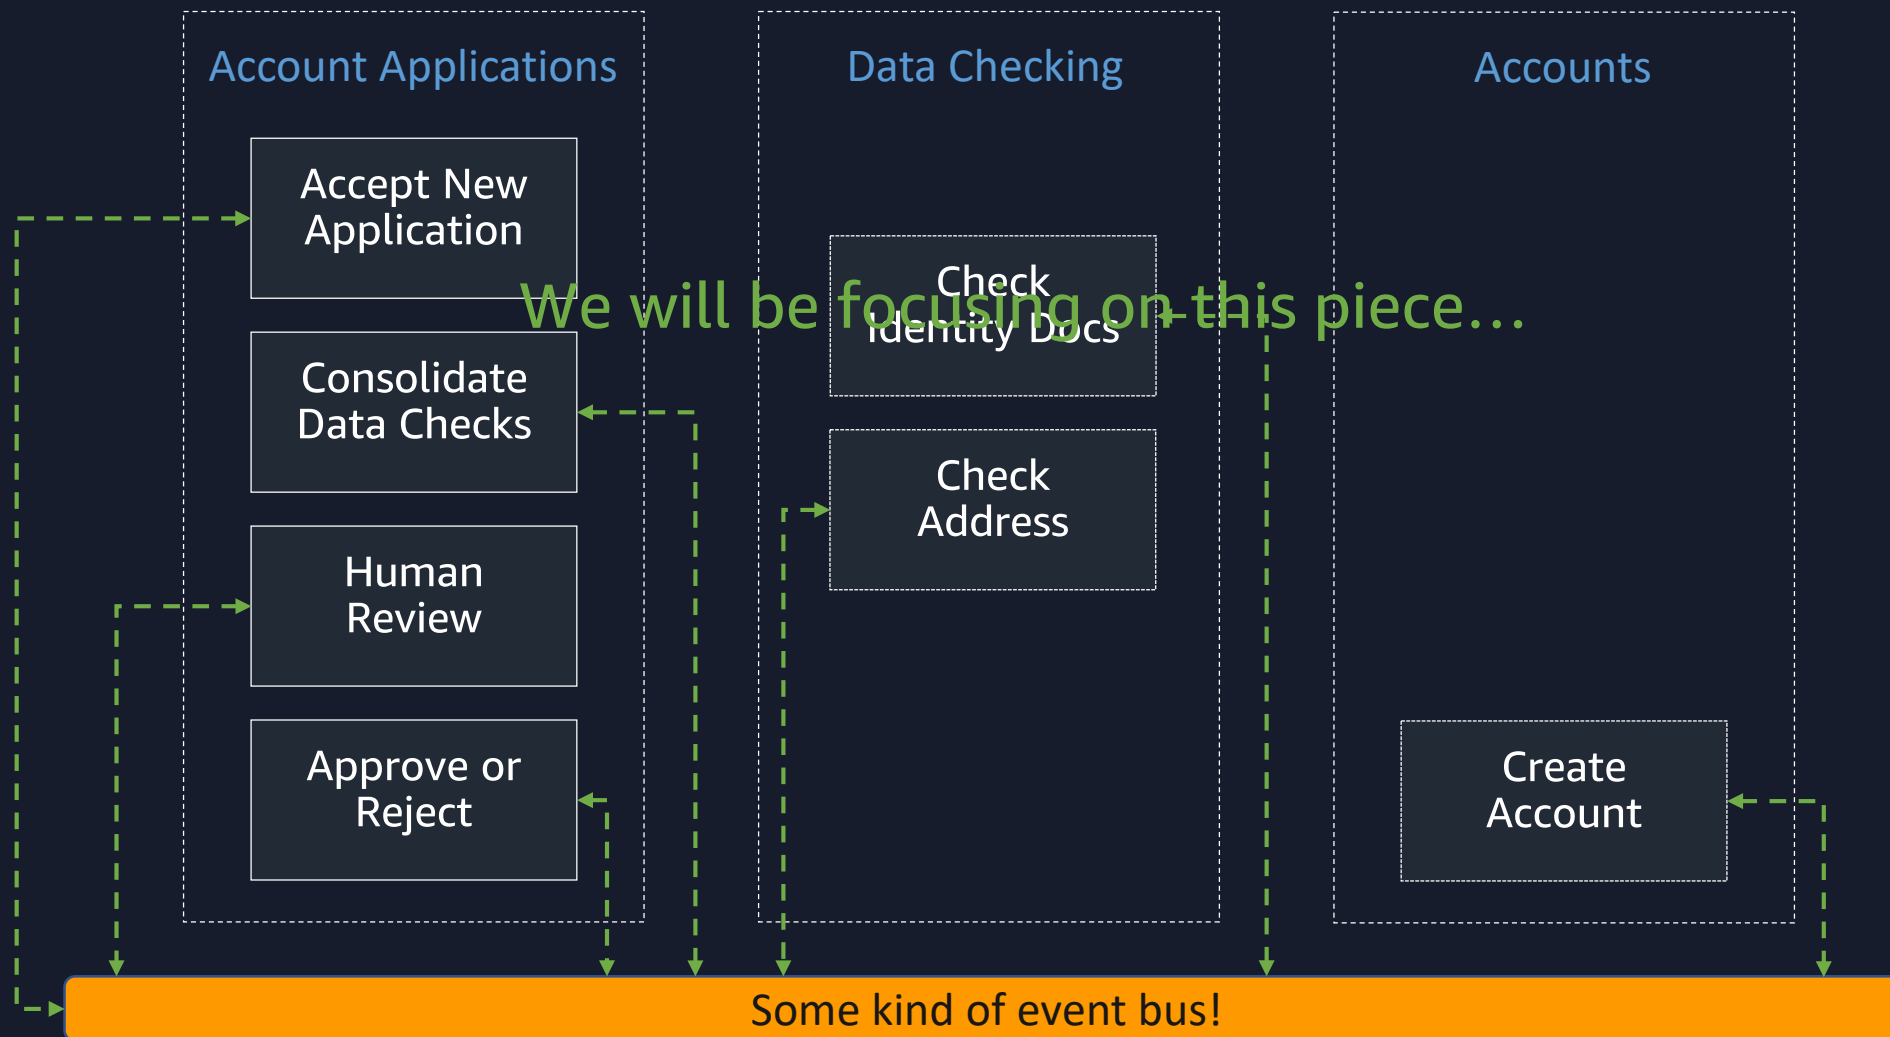 Account Applications
Accept New
Application
Consolidate
Data Checks
Human
Review
Approve or
Reject
Data Checking
Check
Identity Docs
Check
Address
Accounts
Create
Account
We will be focusing on this piece...
Some kind of event bus!